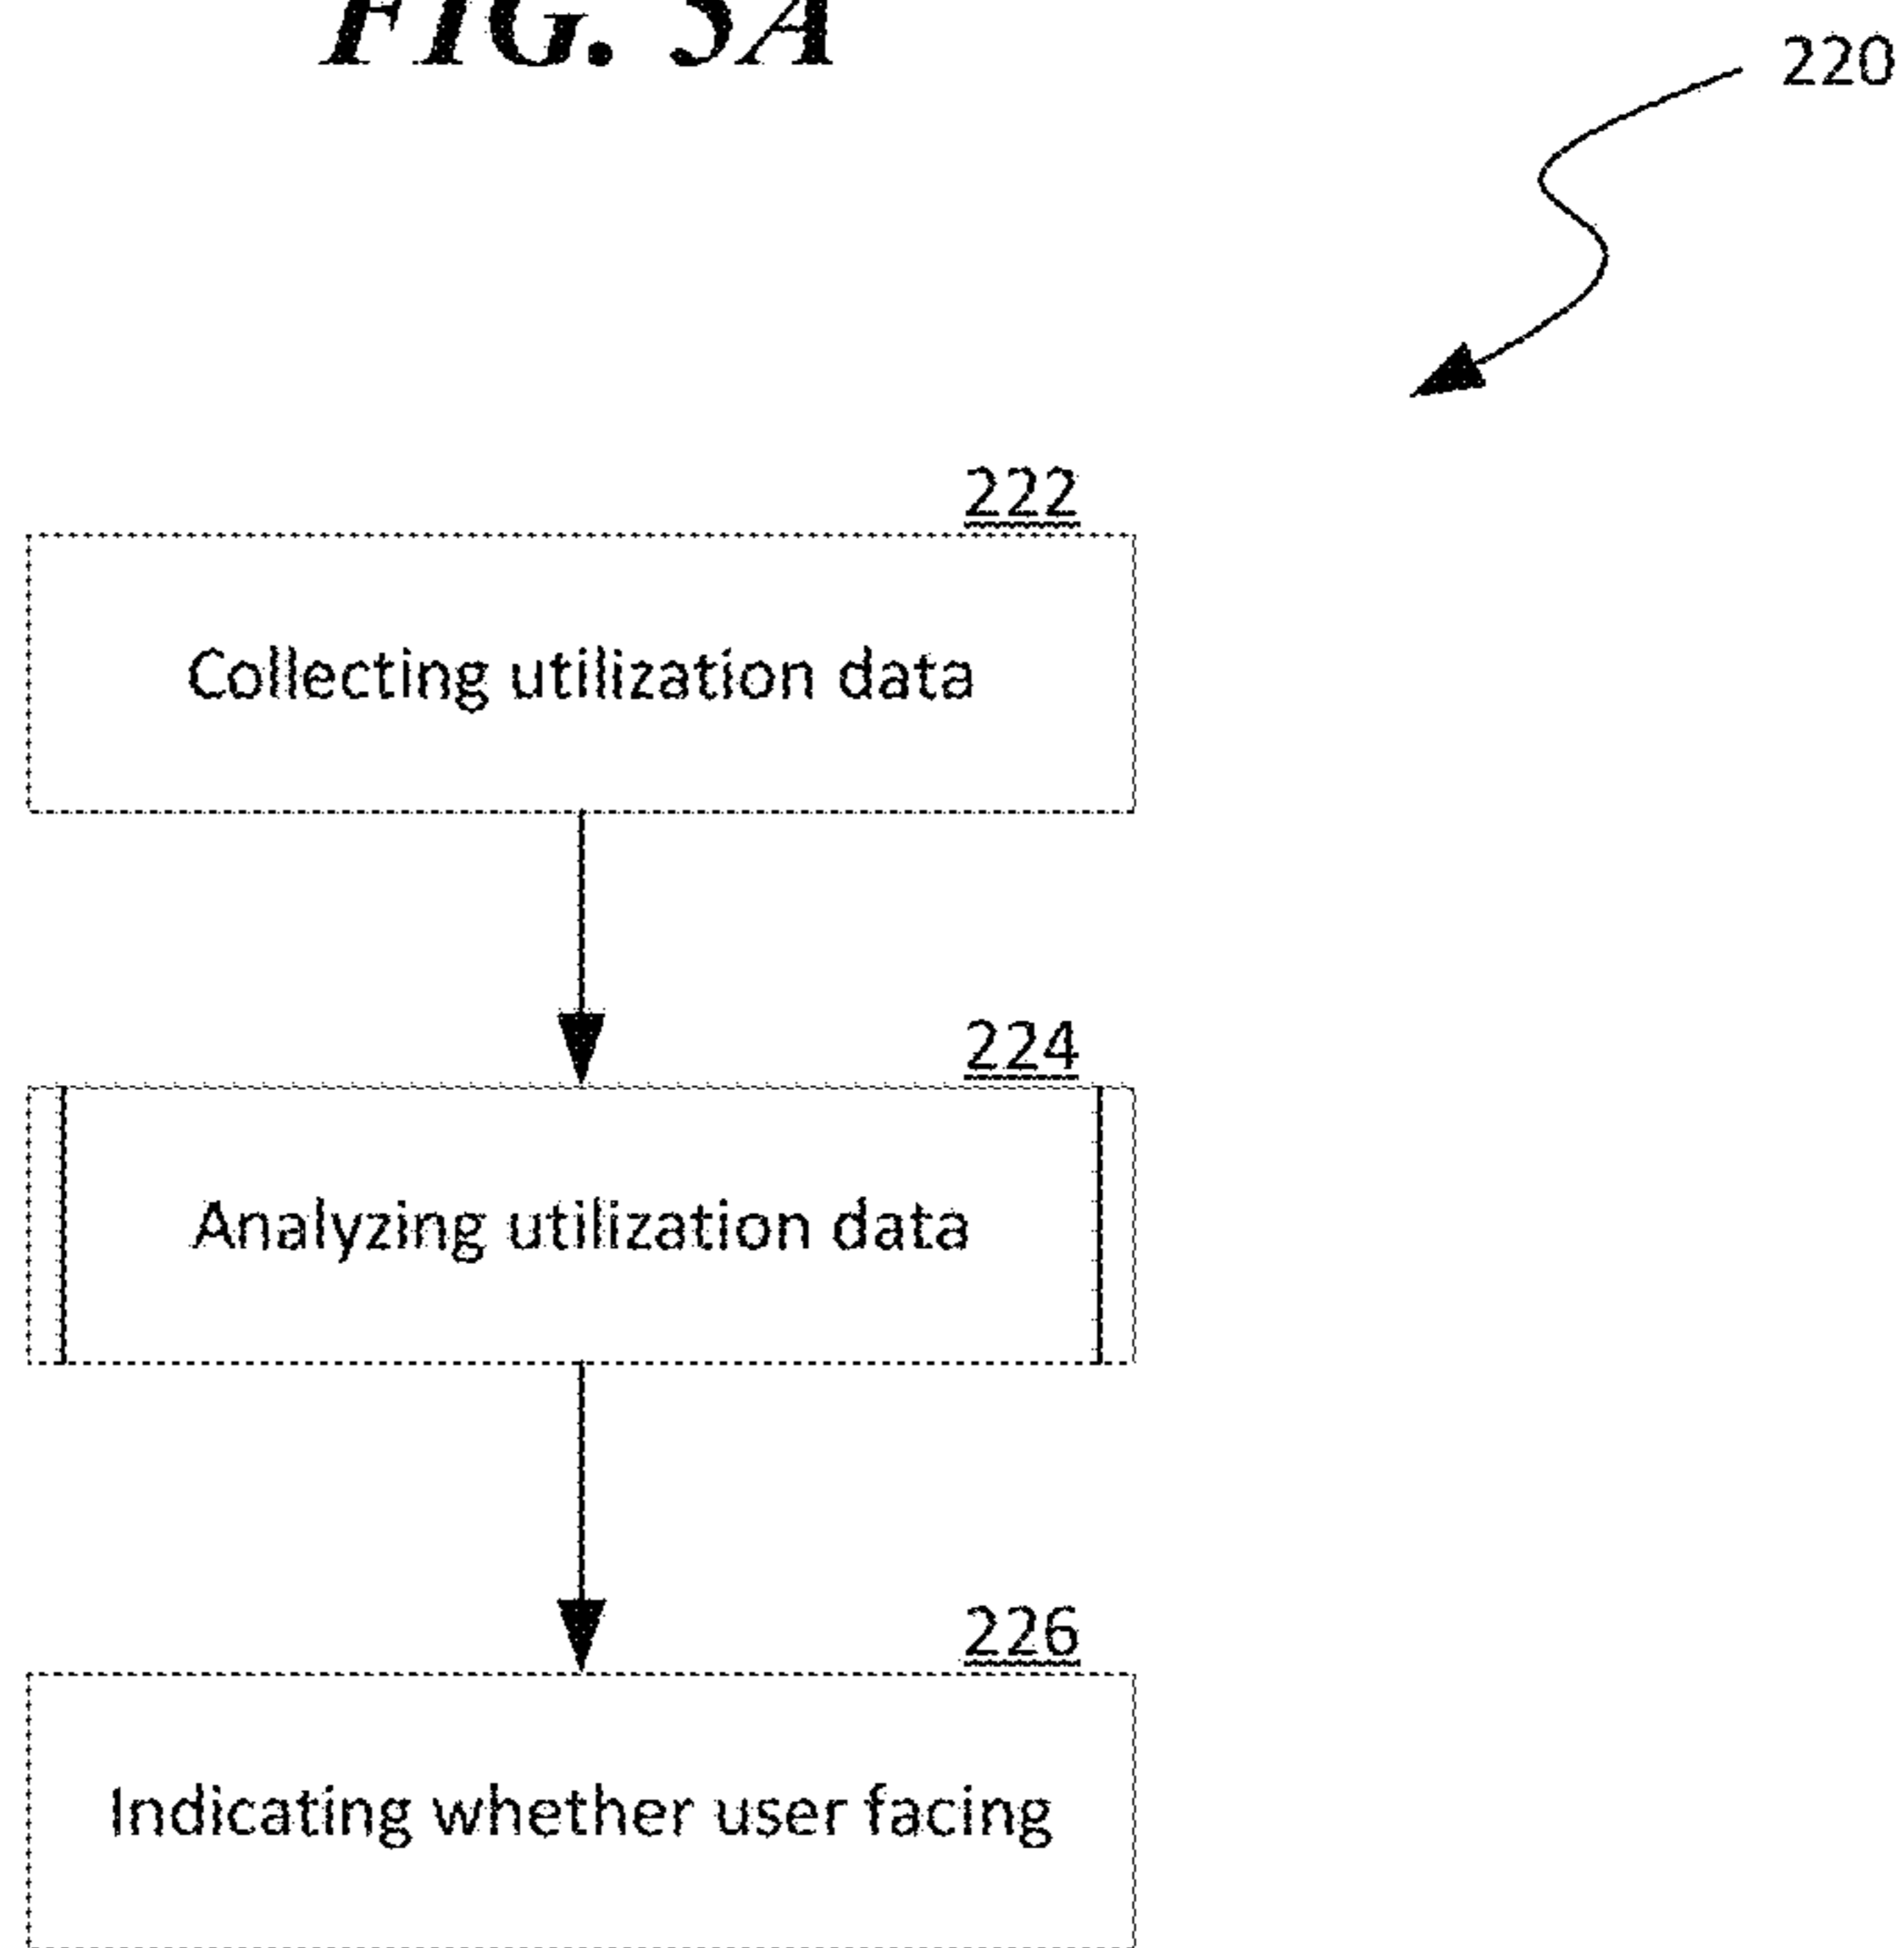 FIG. 5A
220
222
Collecting utilization data
224
Analyzing utilization data
226
Indicating whether user facing